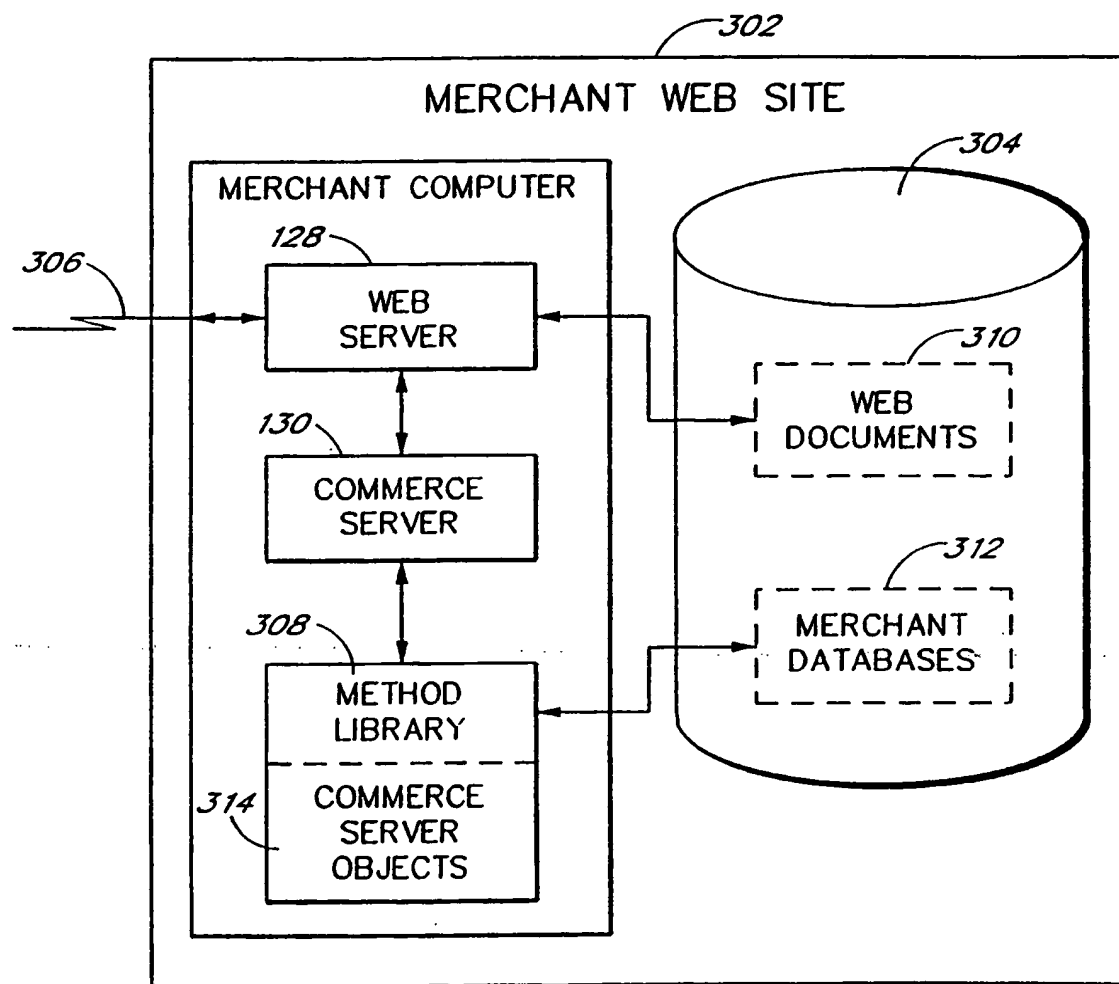 302
MERCHANT WEB SITE
304
MERCHANT COMPUTER
128
306
WEB
SERVER
310
WEB
DOCUMENTS
130
COMMERCE
SERVER
312
MERCHANT
DATABASES
308
METHOD
LIBRARY
314
COMMERCE
SERVER
OBJECTS